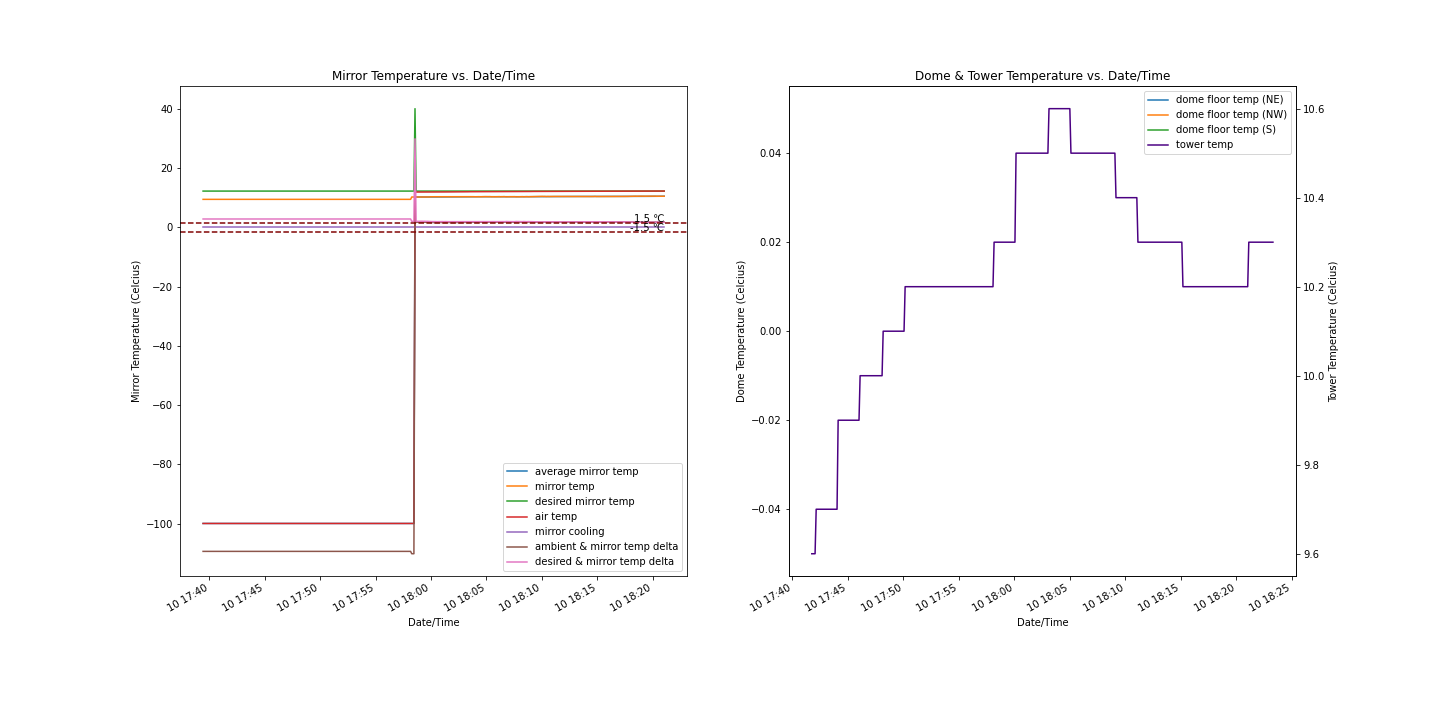 Mirror Temperature vs. Date/Time
40
20
0
−20
−40
−60
−80
−100
Mirror Temperature (Celcius)
1.5 °C
-1.5 °C
average mirror temp
mirror temp
desired mirror temp
air temp
mirror cooling
ambient & mirror temp delta
desired & mirror temp delta
10 17:40
10 17:45
10 17:50
10 17:55
10 18:00
10 18:05
10 18:10
10 18:15
10 18:20
Date/Time
Dome & Tower Temperature vs. Date/Time
0.04
0.02
0.00
−0.02
−0.04
Dome Temperature (Celcius)
dome floor temp (NE)
dome floor temp (NW)
dome floor temp (S)
tower temp
10.6
10.4
10.2
10.0
9.8
9.6
Tower Temperature (Celcius)
10 17:40
10 17:45
10 17:50
10 17:55
10 18:00
10 18:05
10 18:10
10 18:15
10 18:20
10 18:25
Date/Time